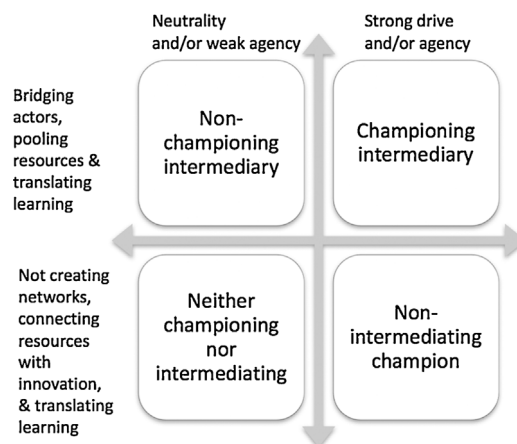 Neutrality
and/or weak agency
Strong drive
and/or agency
Bridging
actors,
pooling
resources &
translating
learning
Non-
championing
intermediary
Championing
intermediary
Not creating
networks,
connecting
resources
with
innovation,
& translating
learning
Neither
championing
nor
intermediating
Non-
intermediating
champion